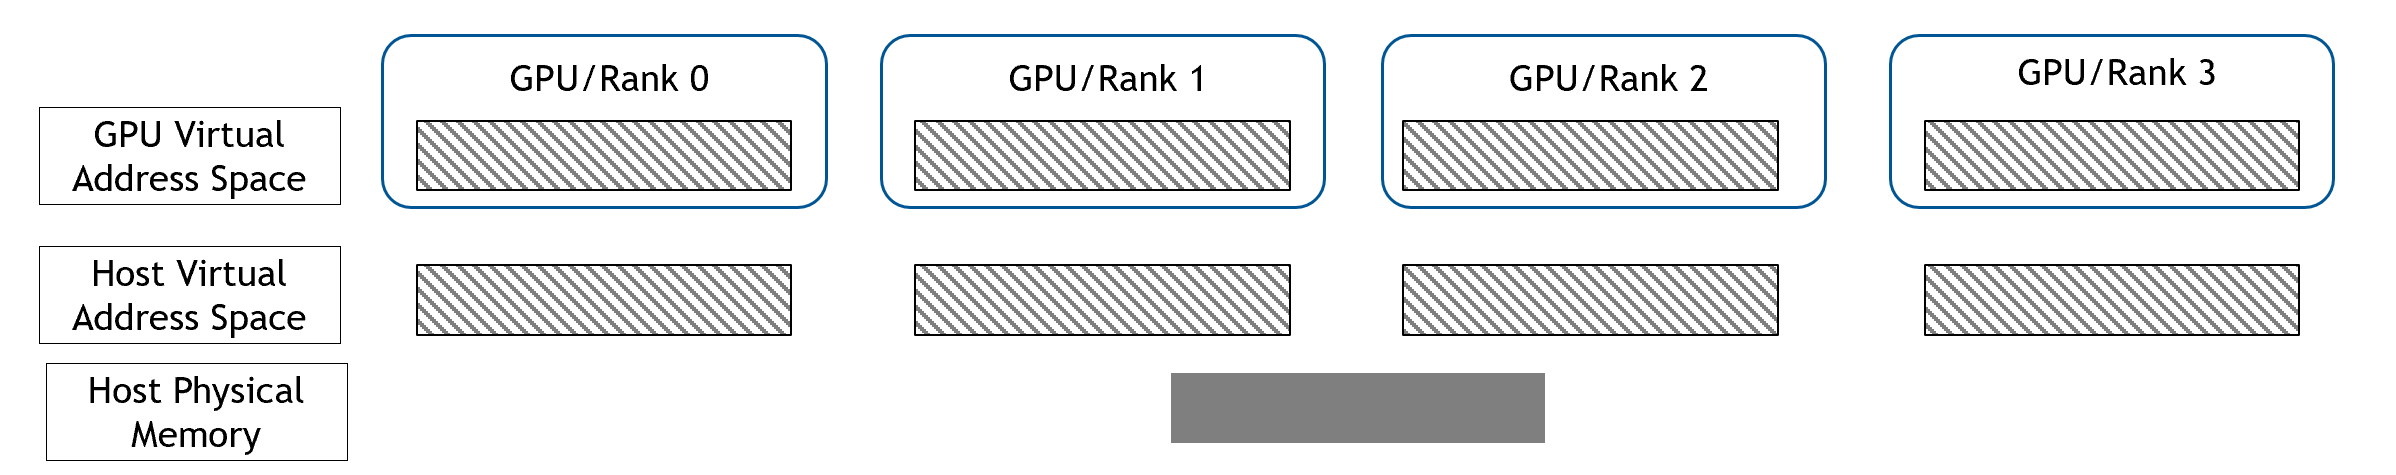 GPU/Rank 0
GPU/Rank 1
GPU/Rank 2
GPU/Rank 3
GPU Virtual
Address Space
Host Virtual
Address Space
Host Physical
Memory